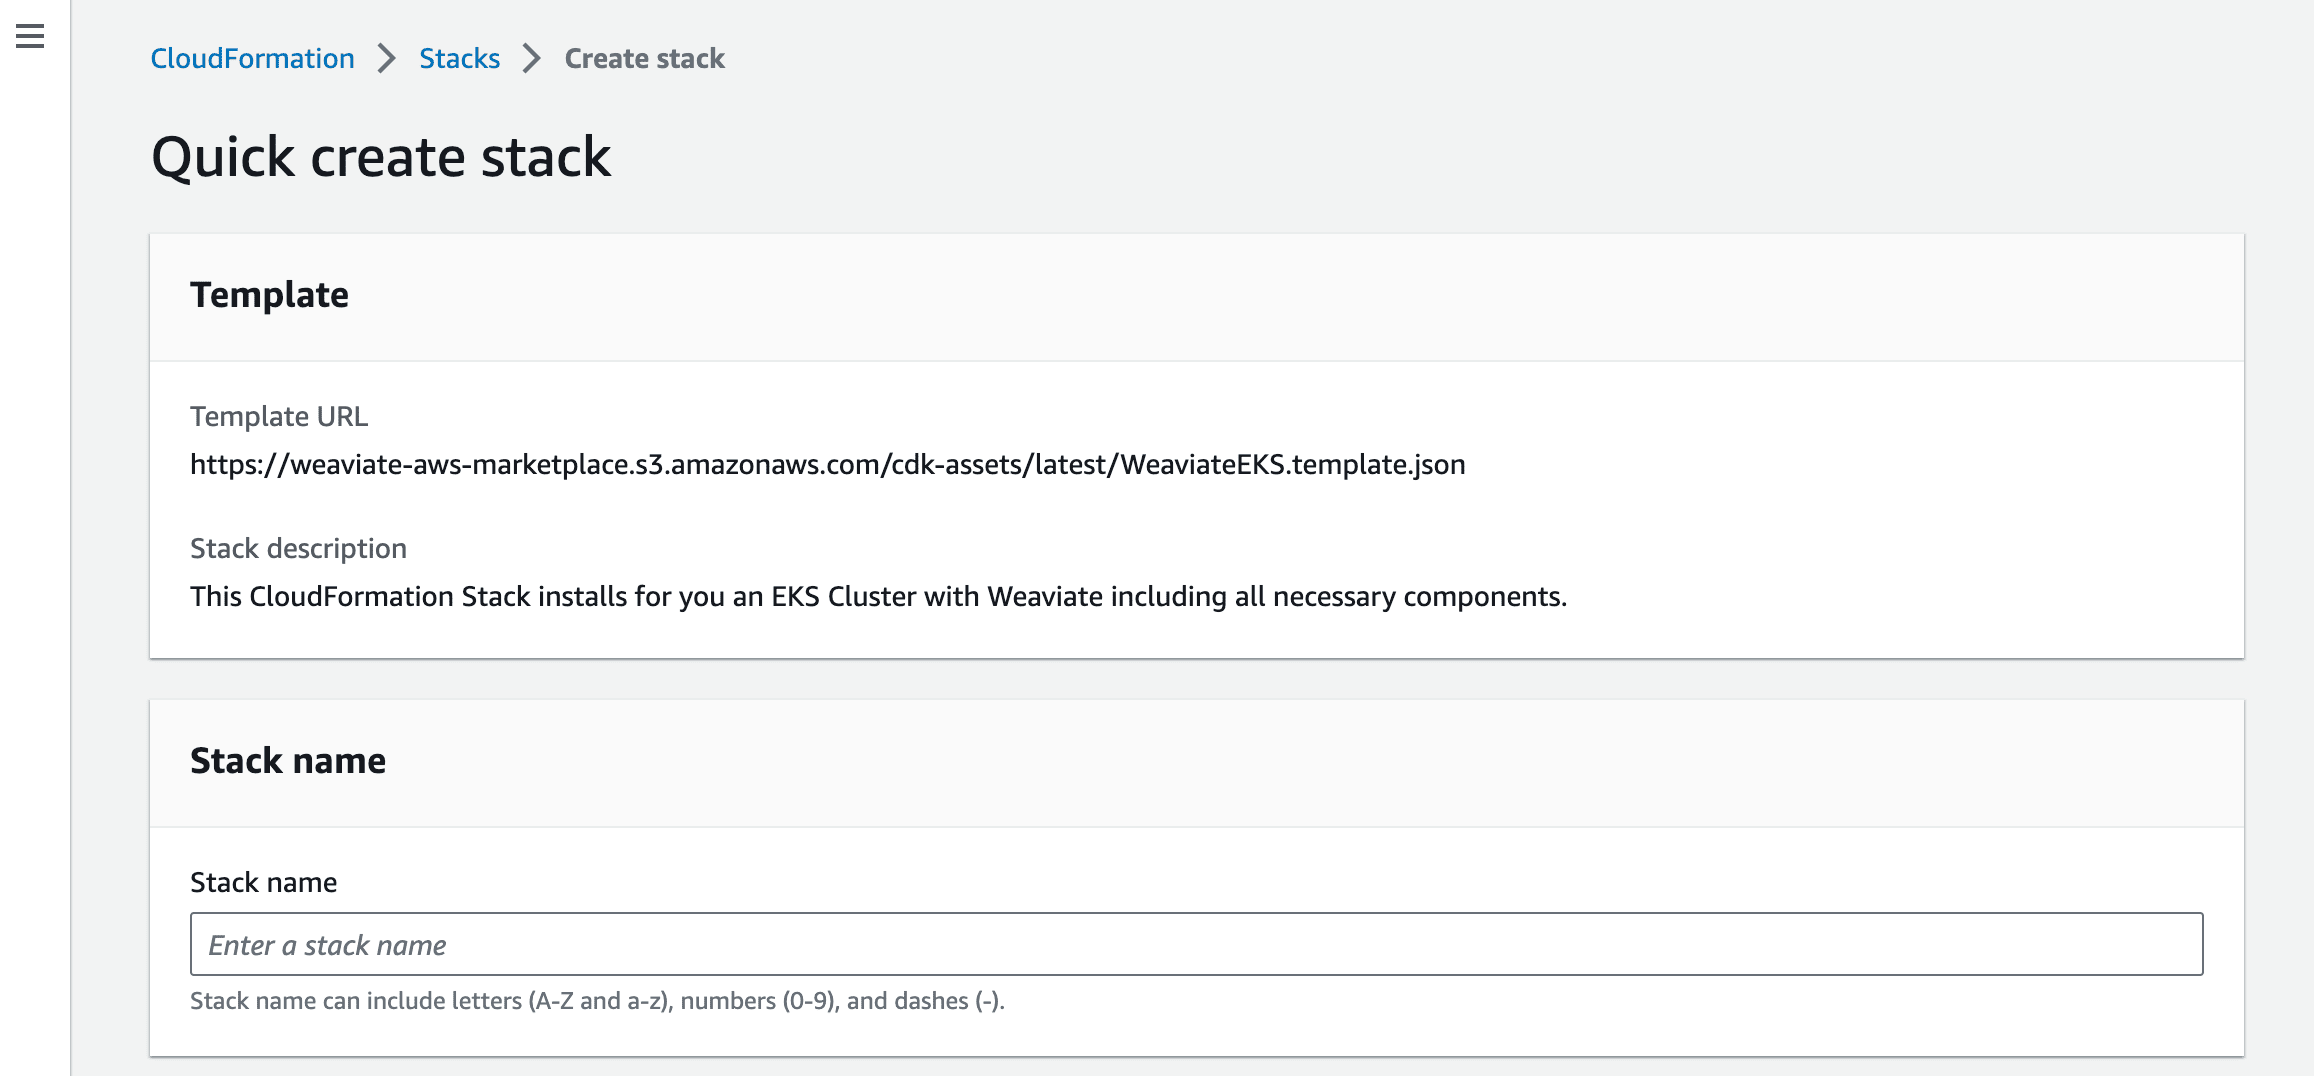 CloudFormation > Stacks > Create stack
Quick create stack
Template
Template URL
https://weaviate-aws-marketplace.s3.amazonaws.com/cdk-assets/latest/WeaviateEKS.template.json
Stack description
This CloudFormation Stack installs for you an EKS Cluster with Weaviate including all necessary components.
Stack name
Stack name
Enter a stack name
Stack name can include letters (A-Z and a-z), numbers (0-9), and dashes (-).